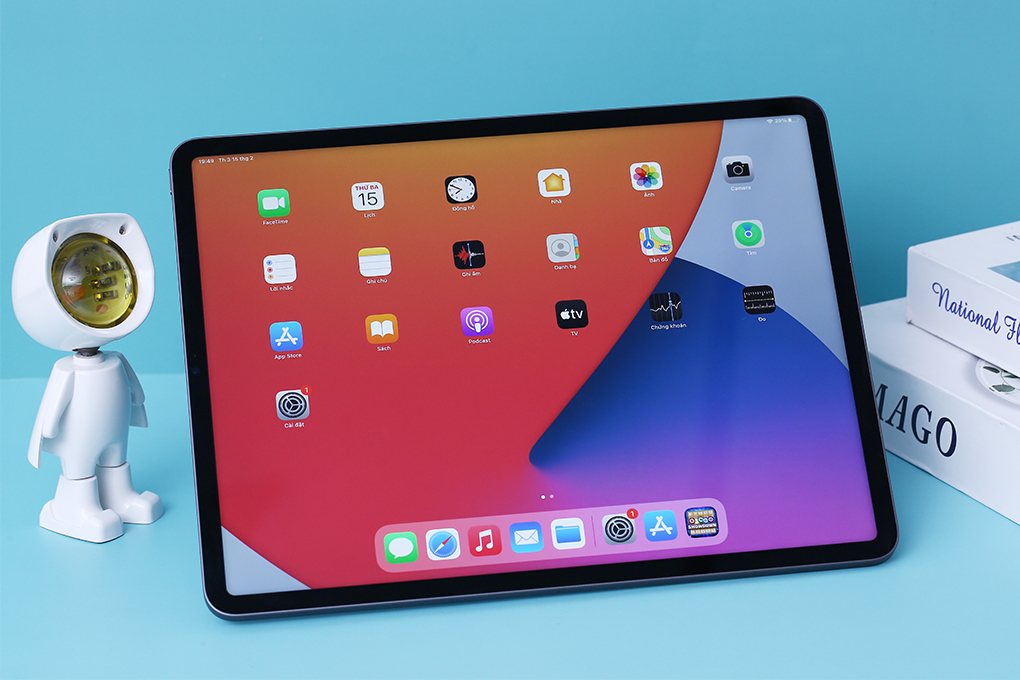 19:49 Th 3 15 thg 2
29%
FaceTime
THỨ BA
15
Lịch
Đồng hồ
Nhà
Ảnh
Camera
Lời nhắc
Ghi chú
Ghi âm
Danh bạ
Bản đồ
Tìm
App Store
Sách
Podcast
tv
TV
Chứng khoán
Đo
1
Cài đặt
1
SHOWDOWN
National
MAGO